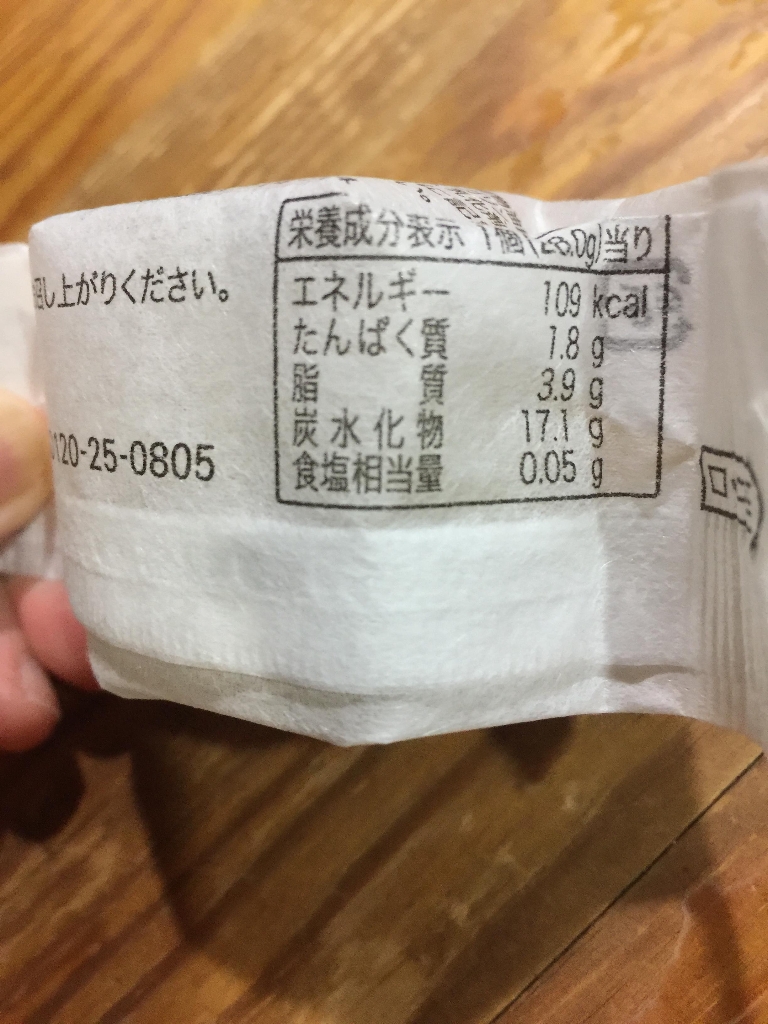 し上がりください。
120-25-0805
栄養成分表示 1個 当り
エネルギー 109 kcal
たんぱく質 1.8 g
脂質 3.9 g
炭水化物 17.1 g
食塩相当量 0.05 g